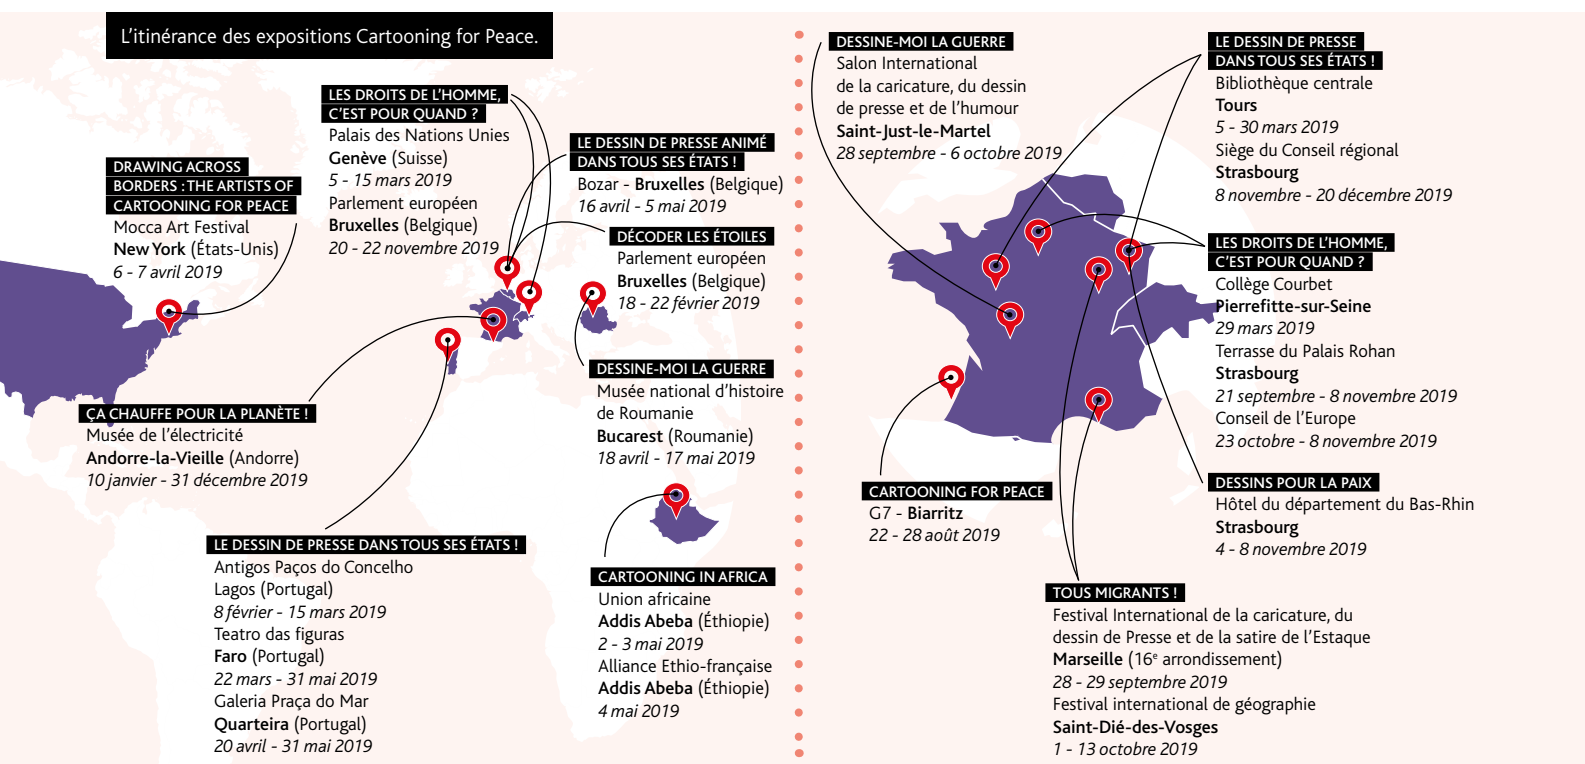 L'itinérance des expositions Cartooning for Peace.
DRAWING ACROSS
BORDERS : THE ARTISTS OF
CARTOONING FOR PEACE
Mocca Art Festival
New York (États-Unis)
6 - 7 avril 2019
LES DROITS DE L'HOMME,
C'EST POUR QUAND ?
Palais des Nations Unies
Genève (Suisse)
5 - 15 mars 2019
Parlement européen
Bruxelles (Belgique)
20 - 22 novembre 2019
LE DESSIN DE PRESSE ANIMÉ
DANS TOUS SES ÉTATS !
Bozar - Bruxelles (Belgique)
16 avril - 5 mai 2019
DÉCODER LES ÉTOILES
Parlement européen
Bruxelles (Belgique)
18 - 22 février 2019
DESSINE-MOI LA GUERRE
Musée national d'histoire
de Roumanie
Bucarest (Roumanie)
18 avril - 17 mai 2019
ÇA CHAUFFE POUR LA PLANÈTE !
Musée de l'électricité
Andorre-la-Vieille (Andorre)
10 janvier - 31 décembre 2019
LE DESSIN DE PRESSE DANS TOUS SES ÉTATS !
Antigos Paços do Concelho
Lagos (Portugal)
8 février - 15 mars 2019
Teatro das figuras
Faro (Portugal)
22 mars - 31 mai 2019
Galeria Praça do Mar
Quarteira (Portugal)
20 avril - 31 mai 2019
CARTOONING IN AFRICA
Union africaine
Addis Abeba (Éthiopie)
2 - 3 mai 2019
Alliance Ethio-française
Addis Abeba (Éthiopie)
4 mai 2019
DESSINE-MOI LA GUERRE
Salon International
de la caricature, du dessin
de presse et de l'humour
Saint-Just-le-Martel
28 septembre - 6 octobre 2019
LE DESSIN DE PRESSE
DANS TOUS SES ÉTATS !
Bibliothèque centrale
Tours
5 - 30 mars 2019
Siège du Conseil régional
Strasbourg
8 novembre - 20 décembre 2019
LES DROITS DE L'HOMME,
C'EST POUR QUAND ?
Collège Courbet
Pierrefitte-sur-Seine
29 mars 2019
Terrasse du Palais Rohan
Strasbourg
21 septembre - 8 novembre 2019
Conseil de l'Europe
23 octobre - 8 novembre 2019
CARTOONING FOR PEACE
G7 - Biarritz
22 - 28 août 2019
DESSINS POUR LA PAIX
Hôtel du département du Bas-Rhin
Strasbourg
4 - 8 novembre 2019
TOUS MIGRANTS !
Festival International de la caricature, du
dessin de Presse et de la satire de l'Estaque
Marseille (16e arrondissement)
28 - 29 septembre 2019
Festival international de géographie
Saint-Dié-des-Vosges
1 - 13 octobre 2019